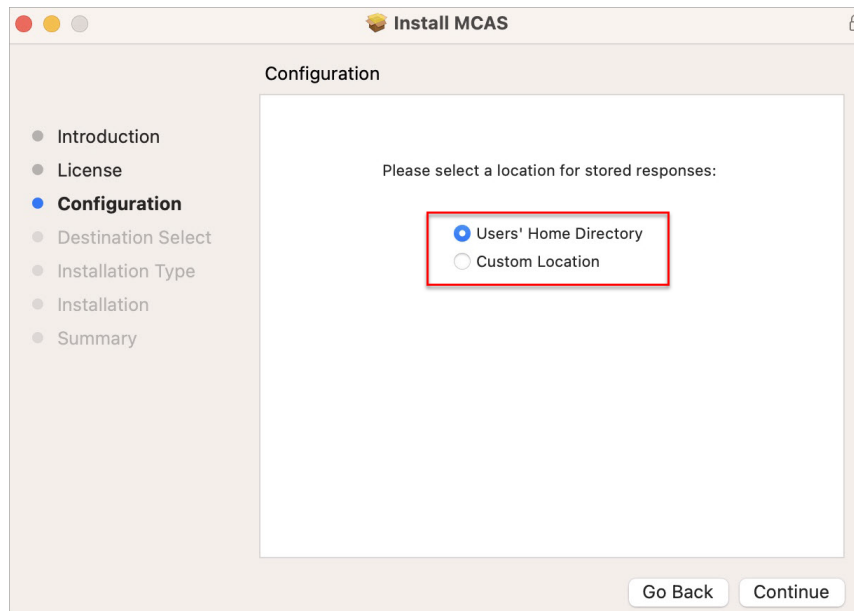 Install MCAS
Configuration
Introduction
License
Configuration
Destination Select
Installation Type
Installation
Summary
Please select a location for stored responses:
Users' Home Directory
Custom Location
Go Back
Continue